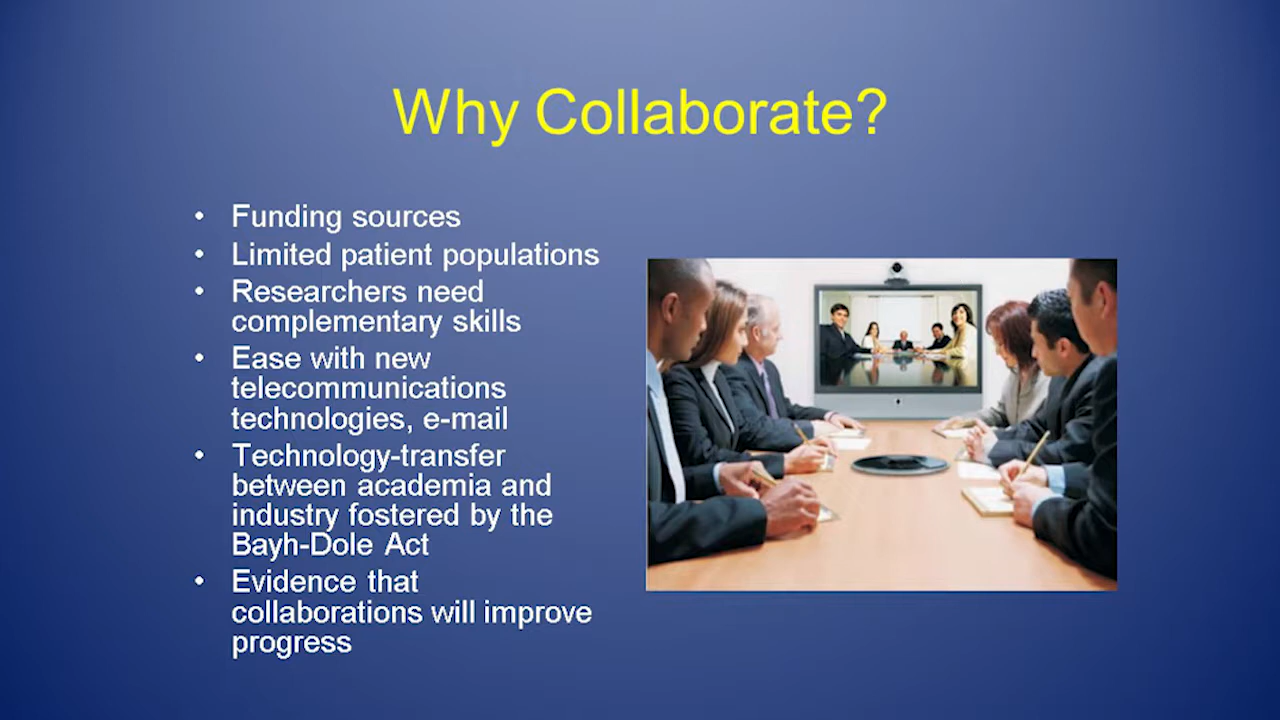 Why Collaborate?
• Funding sources
• Limited patient populations
• Researchers need
complementary skills
• Ease with new
telecommunications
technologies, e-mail
• Technology-transfer
between academia and
industry fostered by the
Bayh-Dole Act
• Evidence that
collaborations will improve
progress